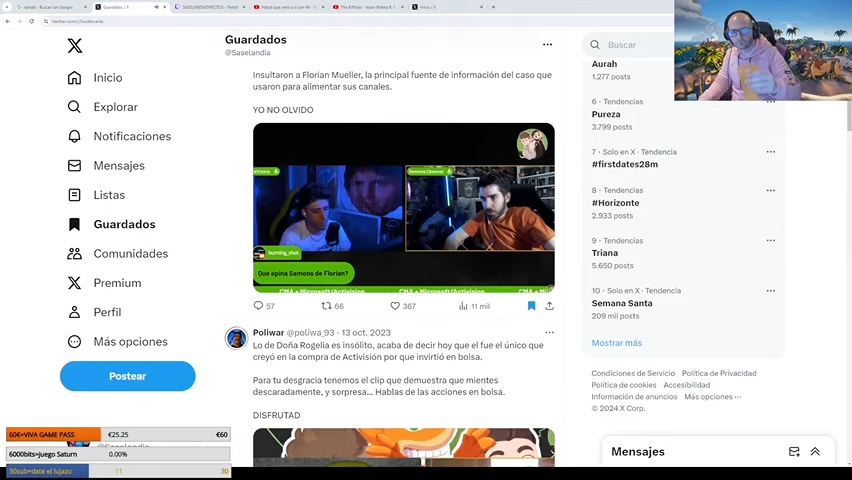 Guardados / X
twitter.com/i/bookmarks
Inicio
Explorar
Notificaciones
Mensajes
Listas
Guardados
Comunidades
Premium
Perfil
Más opciones
Postear
Guardados
@Saselandia
Insultaron a Florian Mueller, la principal fuente de información del caso que
usaron para alimentar sus canales.
YO NO OLVIDO
Semons Channel
burning_shut
Que opina Semons de Florian?
CMA + Microsoft/Activision
57
66
367
11 mil
Poliwar @poliwa_93 · 13 oct. 2023
Lo de Doña Rogelia es insólito, acaba de decir hoy que el fue el único que
creyó en la compra de Activisión por que invirtió en bolsa.
Para tu desgracia tenemos el clip que demuestra que mientes
descaradamente, y sorpresa... Hablas de las acciones en bolsa.
DISFRUTAD
Buscar
Aurah
1.277 posts
6 · Tendencias
Pureza
3.799 posts
7 · Solo en X · Tendencia
#firstdates28m
8 · Tendencias
#Horizonte
2.933 posts
9 · Tendencias
Triana
5.650 posts
10 · Solo en X · Tendencia
Semana Santa
209 mil posts
Mostrar más
Condiciones de Servicio Política de Privacidad
Política de cookies Accesibilidad
Información de anuncios Más opciones ···
© 2024 X Corp.
Mensajes
60€=VIVA GAME PASS €25.25 €60
@Saselandia
6000bits=juego Saturn 0.00%
30sub=date el lujazo 11 30